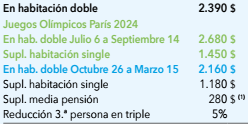 En habitación doble 2.390 $
Juegos Olímpicos París 2024
En hab. doble Julio 6 a Septiembre 14 2.680 $
Supl. habitación single 1.450 $
En hab. doble Octubre 26 a Marzo 15 2.160 $
Supl. habitación single 1.180 $
Supl. media pensión 280 $ (1)
Reducción 3.ª persona en triple 5%